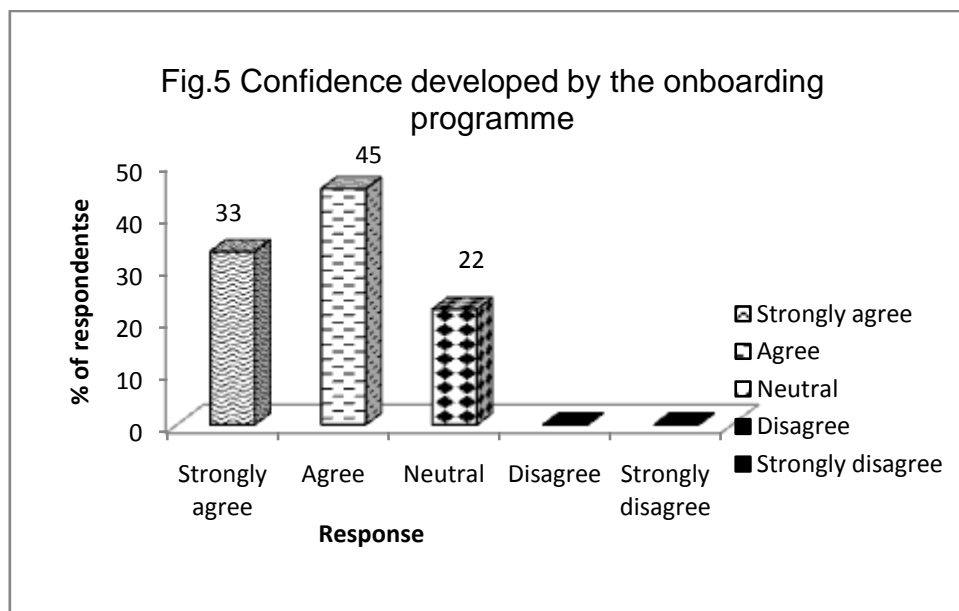 Fig.5 Confidence developed by the onboarding
programme
% of respondentse
50
40
30
20
10
0
33
45
22
Strongly
agree
Agree
Neutral
Disagree
Strongly
disagree
Response
Strongly agree
Agree
Neutral
Disagree
Strongly disagree